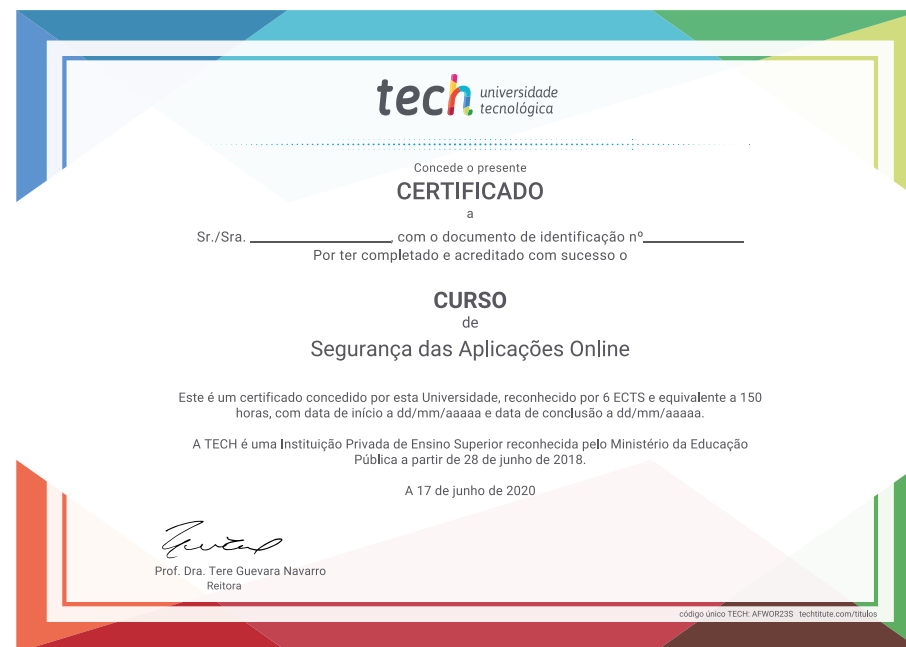 tech universidade
tecnológica
Concede o presente
CERTIFICADO
a
Sr./Sra. , com o documento de identificação nº
Por ter completado e acreditado com sucesso o
CURSO
de
Segurança das Aplicações Online
Este é um certificado concedido por esta Universidade, reconhecido por 6 ECTS e equivalente a 150
horas, com data de início a dd/mm/aaaaa e data de conclusão a dd/mm/aaaaa.
A TECH é uma Instituição Privada de Ensino Superior reconhecida pelo Ministério da Educação
Pública a partir de 28 de junho de 2018.
A 17 de junho de 2020
Prof. Dra. Tere Guevara Navarro
Reitora
código único TECH: AFWOR23S techtitute.com/titulos